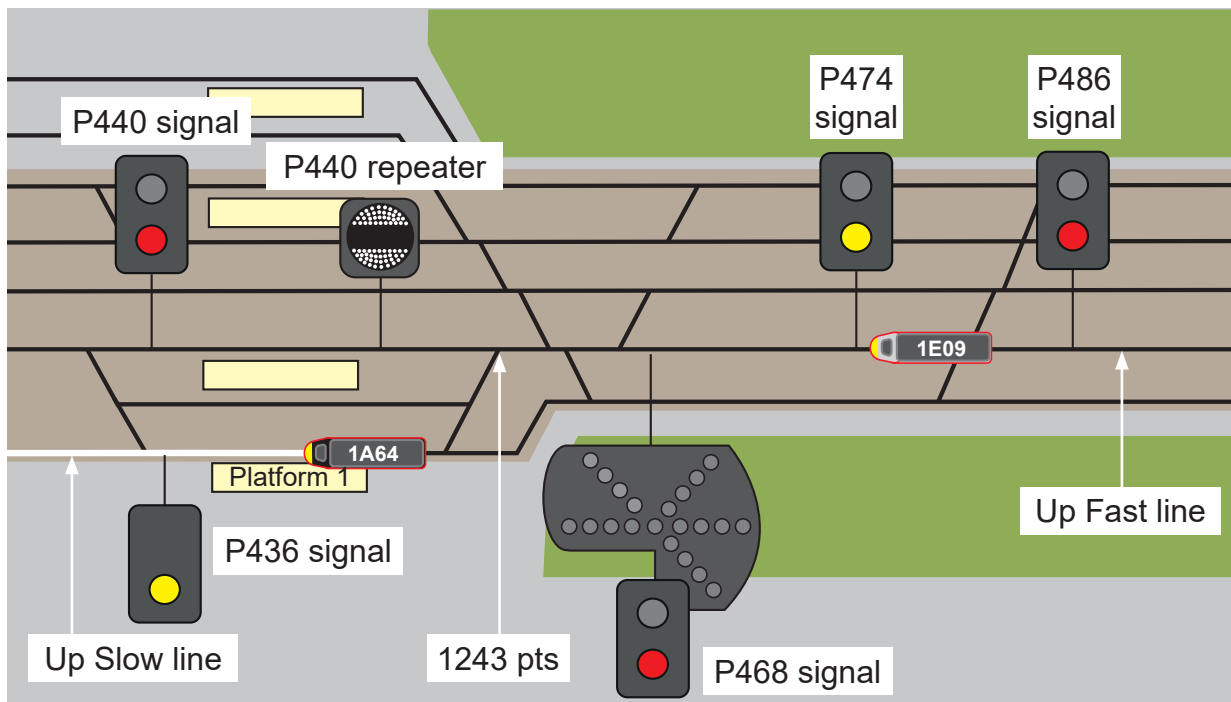 P474
signal
P486
signal
P440 signal
P440 repeater
1E09
1A64
Platform 1
Up Fast line
P436 signal
Up Slow line
1243 pts
P468 signal